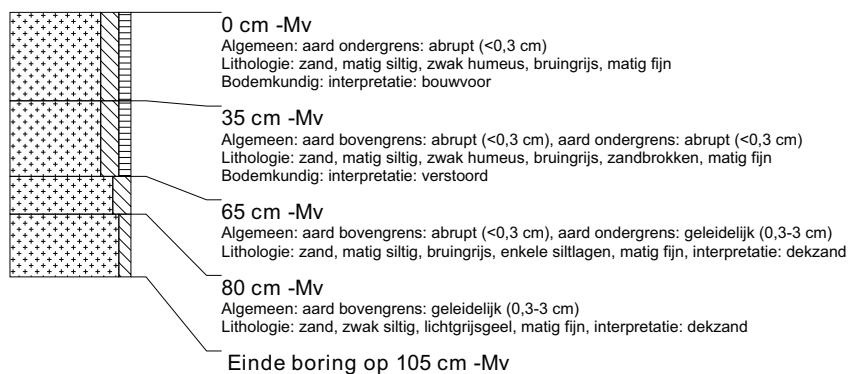 0 cm -Mv
Algemeen: aard ondergrens: abrupt (<0,3 cm)
Lithologie: zand, matig siltig, zwak humeus, bruingrijs, matig fijn
Bodemkundig: interpretatie: bouwvoor
35 cm -Mv
Algemeen: aard bovengrens: abrupt (<0,3 cm), aard ondergrens: abrupt (<0,3 cm)
Lithologie: zand, matig siltig, zwak humeus, bruingrijs, zandbrokken, matig fijn
Bodemkundig: interpretatie: verstoord
65 cm -Mv
Algemeen: aard bovengrens: abrupt (<0,3 cm), aard ondergrens: geleidelijk (0,3-3 cm)
Lithologie: zand, matig siltig, bruingrijs, enkele siltlagen, matig fijn, interpretatie: dekzand
80 cm -Mv
Algemeen: aard bovengrens: geleidelijk (0,3-3 cm)
Lithologie: zand, zwak siltig, lichtgrijsgeel, matig fijn, interpretatie: dekzand
Einde boring op 105 cm -Mv